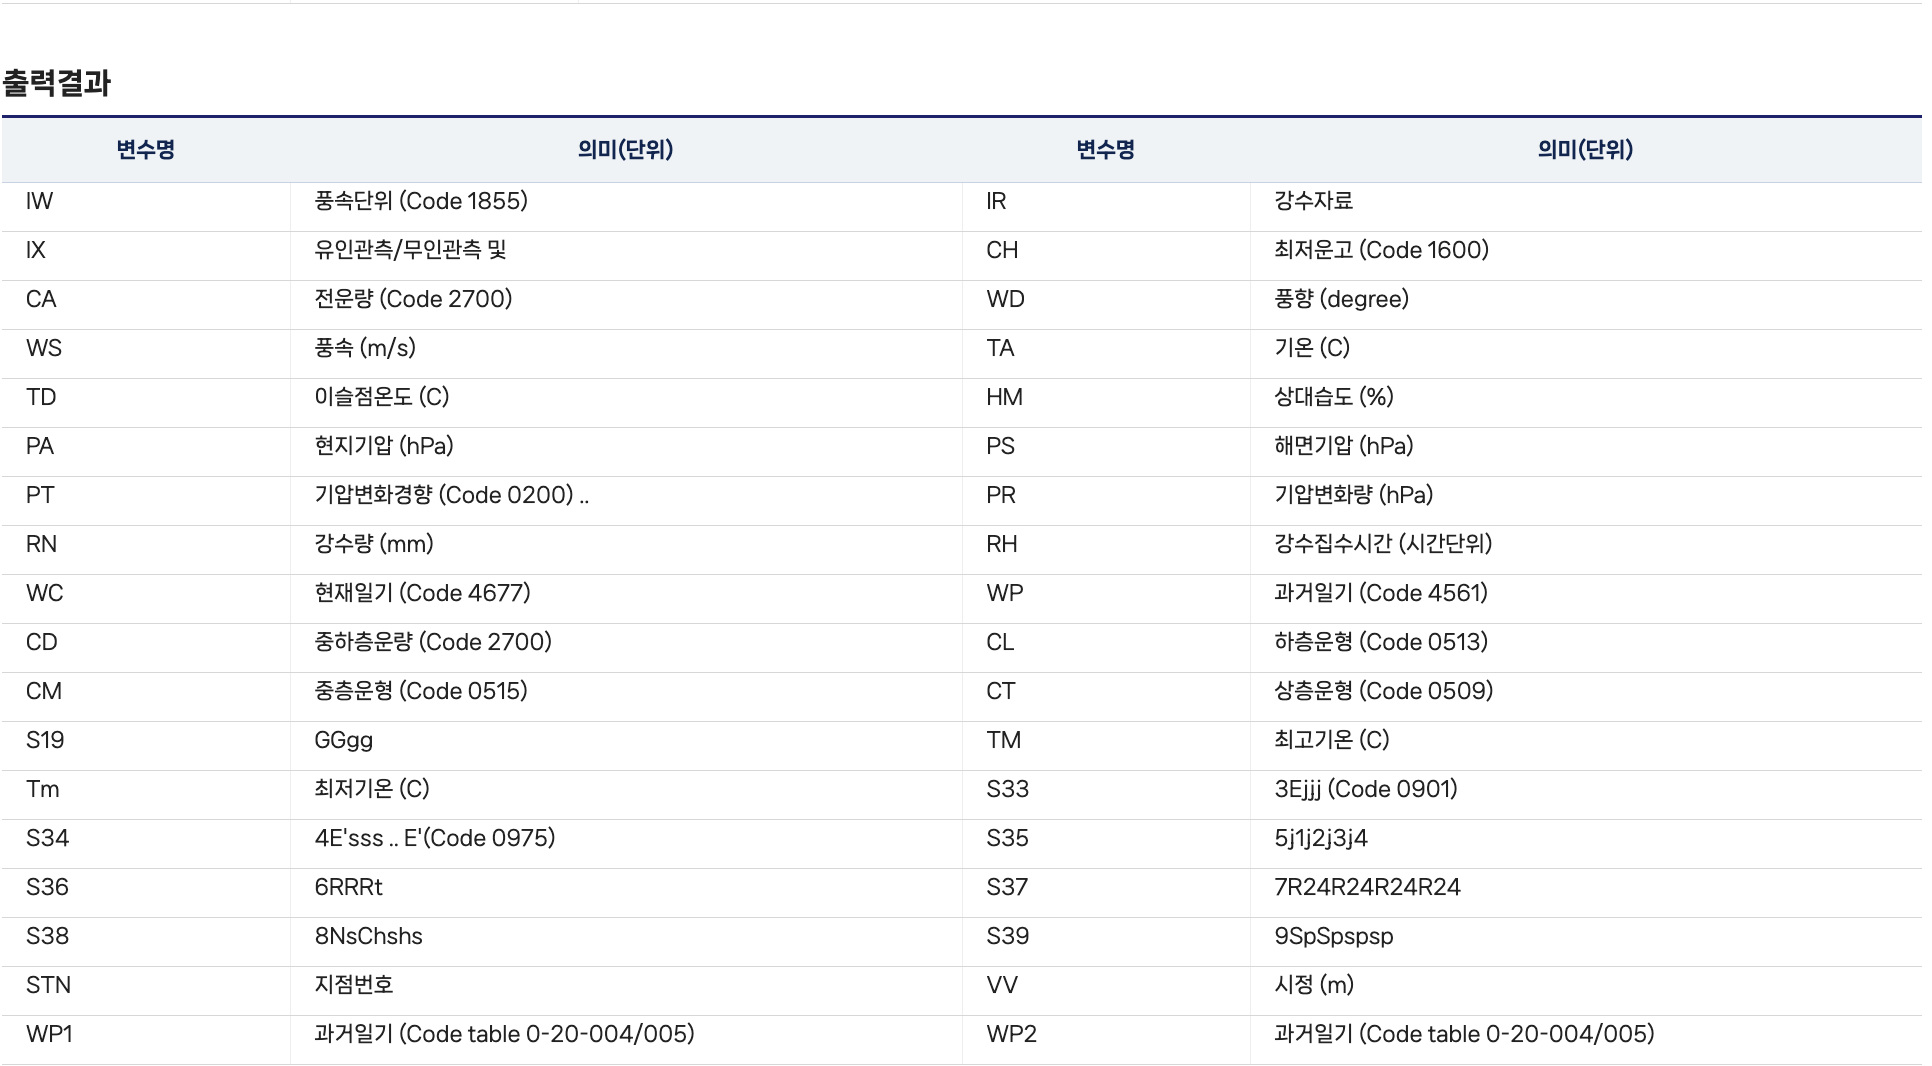 출력결과
변수명 의미(단위) 변수명 의미(단위)
IW 풍속단위 (Code 1855) IR 강수자료
IX 유인관측/무인관측 및 CH 최저운고 (Code 1600)
CA 전운량 (Code 2700) WD 풍향 (degree)
WS 풍속 (m/s) TA 기온 (C)
TD 이슬점온도 (C) HM 상대습도 (%)
PA 현지기압 (hPa) PS 해면기압 (hPa)
PT 기압변화경향 (Code 0200) .. PR 기압변화량 (hPa)
RN 강수량 (mm) RH 강수집수시간 (시간단위)
WC 현재일기 (Code 4677) WP 과거일기 (Code 4561)
CD 중하층운량 (Code 2700) CL 하층운형 (Code 0513)
CM 중층운형 (Code 0515) CT 상층운형 (Code 0509)
S19 GGgg TM 최고기온 (C)
Tm 최저기온 (C) S33 3Ejjj (Code 0901)
S34 4E'sss .. E'(Code 0975) S35 5j1j2j3j4
S36 6RRRt S37 7R24R24R24R24
S38 8NsChshs S39 9SpSpspsp
STN 지점번호 VV 시정 (m)
WP1 과거일기 (Code table 0-20-004/005) WP2 과거일기 (Code table 0-20-004/005)